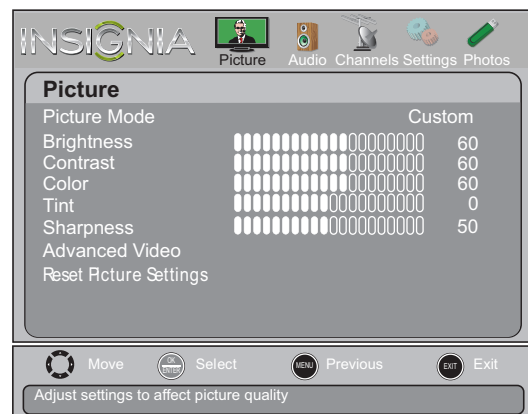 INSIGNIA
Picture Audio Channels Settings Photos
Picture
Picture Mode Custom
Brightness 60
Contrast 60
Color 60
Tint 0
Sharpness 50
Advanced Video
Reset Picture Settings
Move OK ENTER Select MENU Previous EXIT Exit
Adjust settings to affect picture quality